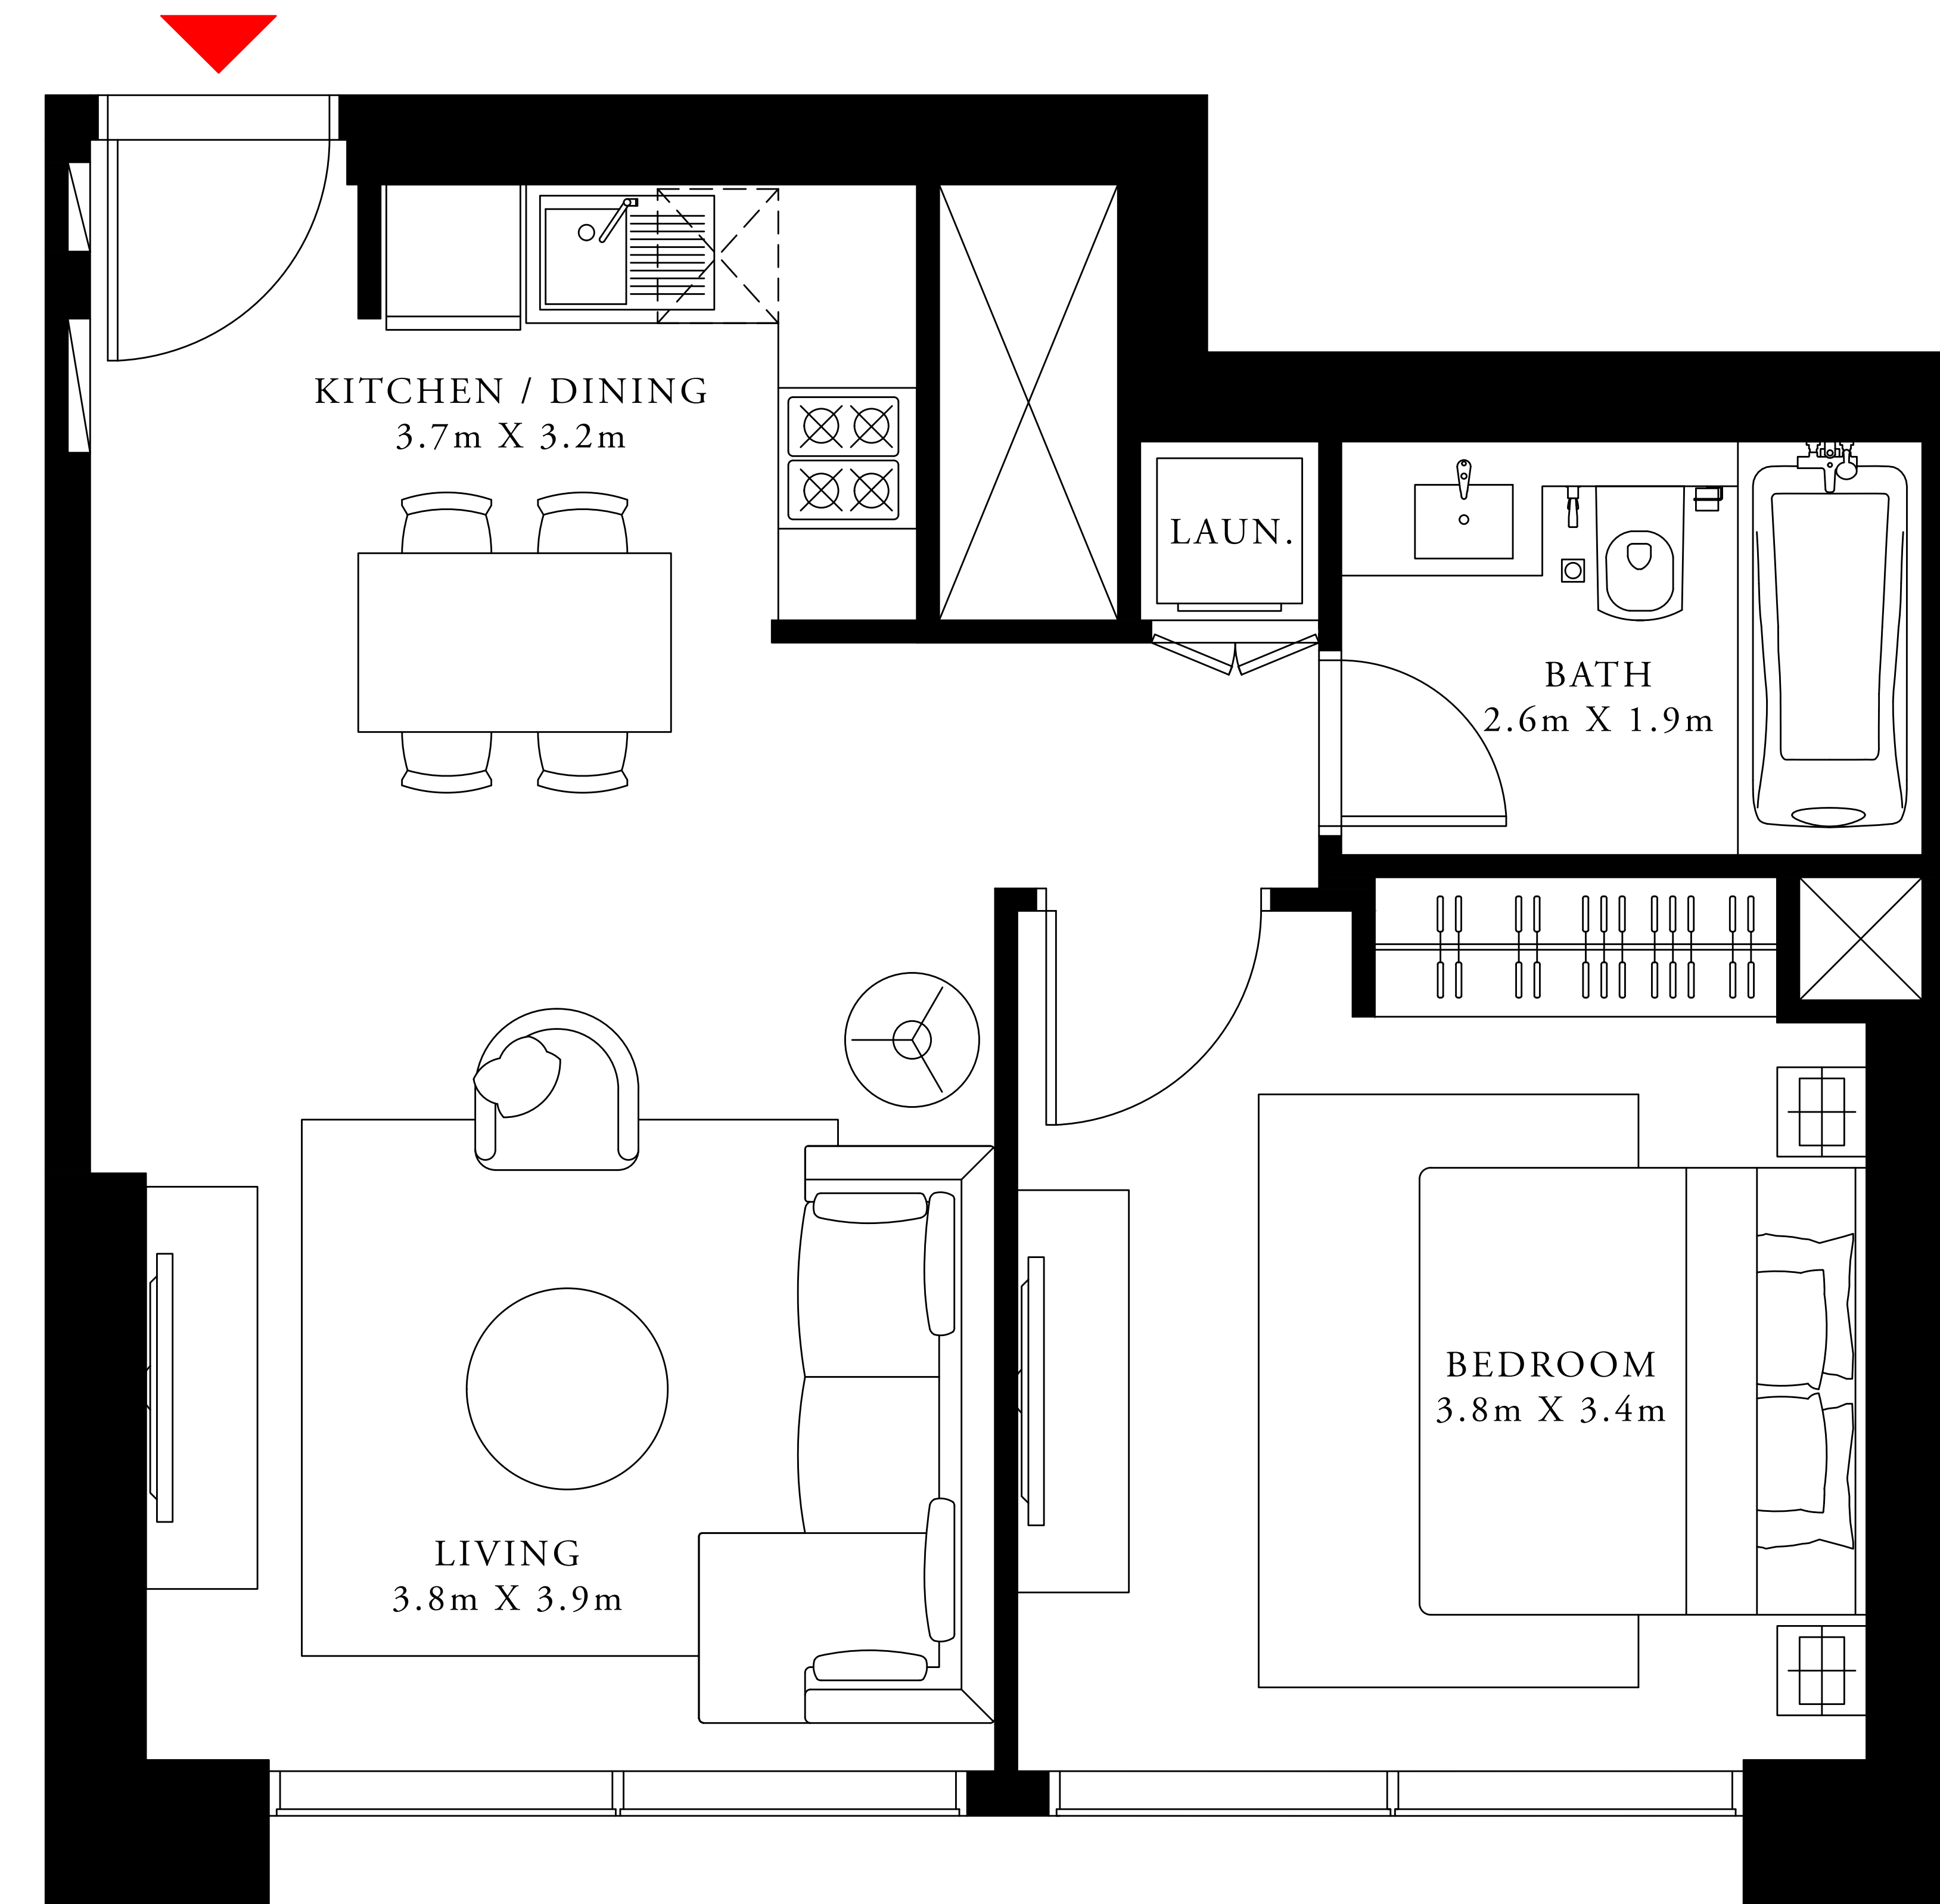 KITCHEN / DINING
3.7m X 3.2m
LAUN.
BATH
2.6m X 1.9m
BEDROOM
3.8m X 3.4m
LIVING
3.8m X 3.9m